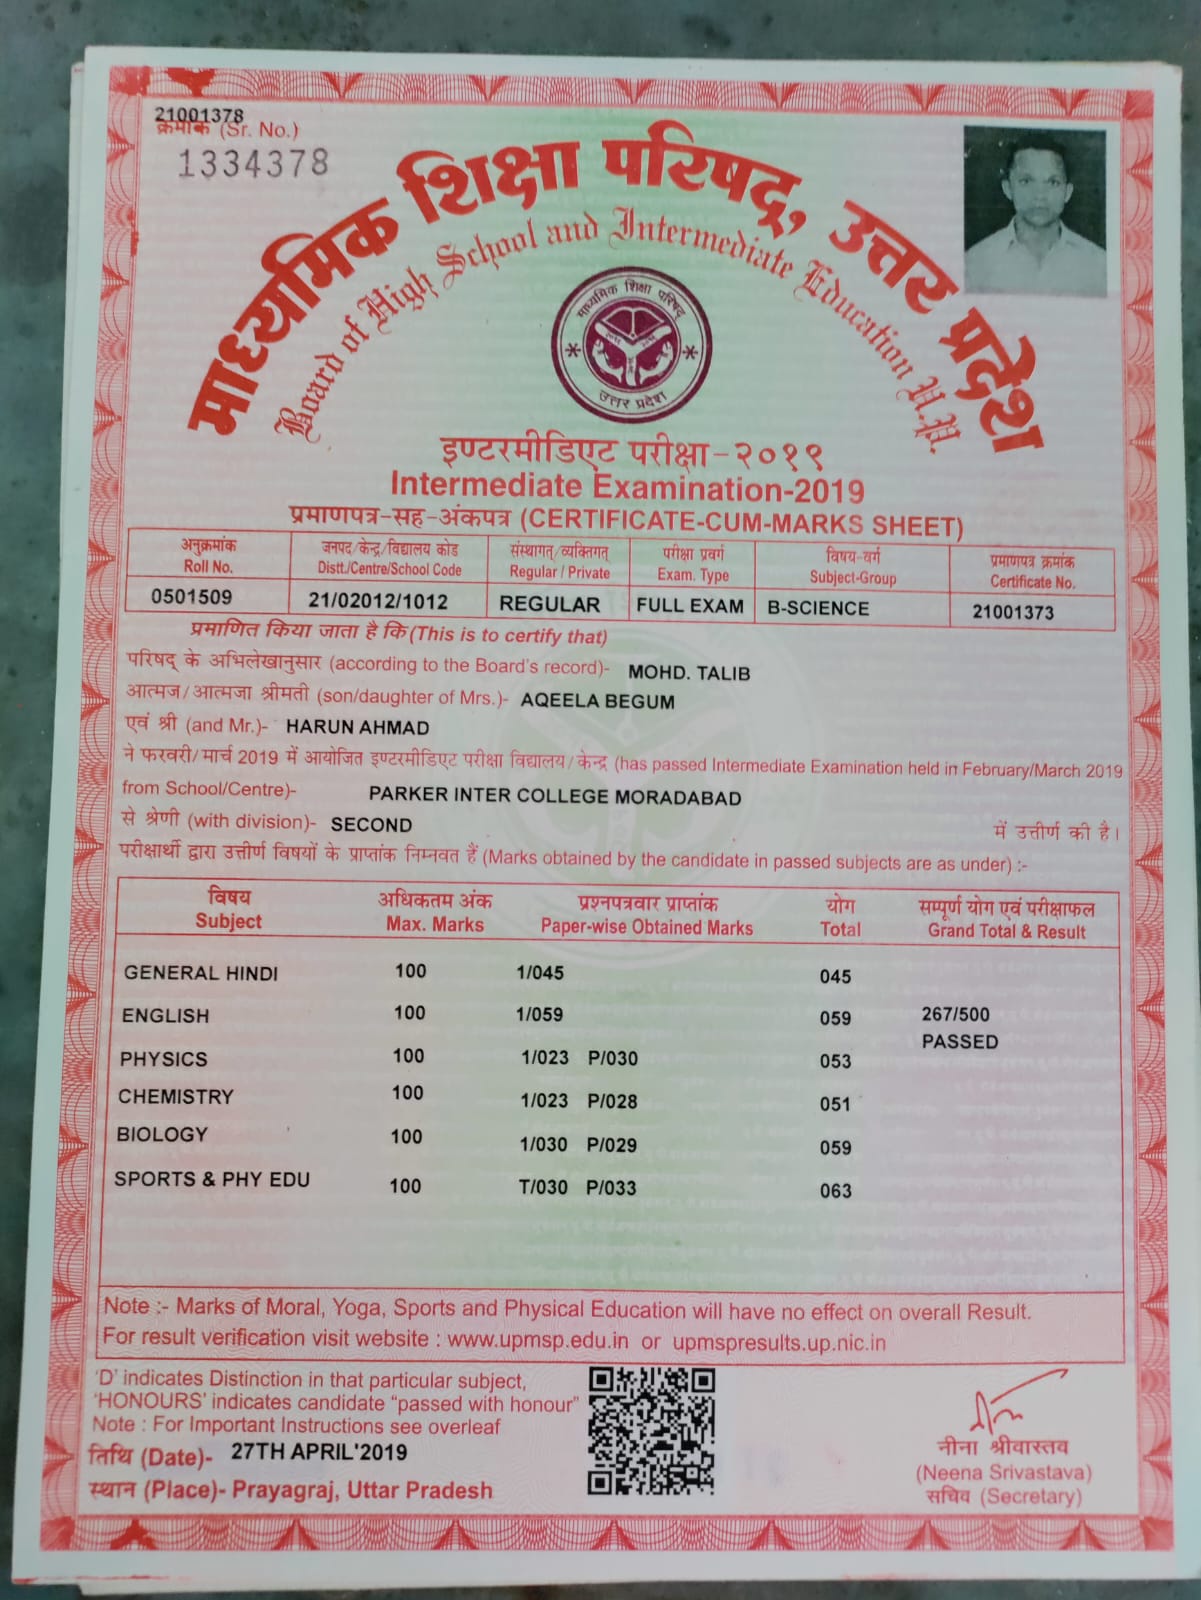 21001378
क्रमांक (Sr. No.)
1334378
माध्यमिक शिक्षा परिषद्, उत्तर प्रदेश
Board of High School and Intermediate Education U.P.
माध्यमिक शिक्षा परिषद्
उत्तर प्रदेश
इण्टरमीडिएट परीक्षा-२०१९
Intermediate Examination-2019
प्रमाणपत्र-सह-अंकपत्र (CERTIFICATE-CUM-MARKS SHEET)
अनुक्रमांक जनपद/केन्द्र/विद्यालय कोड संस्थागत्/व्यक्तिगत् परीक्षा प्रवर्ग विषय-वर्ग प्रमाणपत्र क्रमांक
Roll No. Distt./Centre/School Code Regular / Private Exam. Type Subject-Group Certificate No.
0501509 21/02012/1012 REGULAR FULL EXAM B-SCIENCE 21001373
प्रमाणित किया जाता है कि (This is to certify that)
परिषद् के अभिलेखानुसार (according to the Board's record)- MOHD. TALIB
आत्मज/आत्मजा श्रीमती (son/daughter of Mrs.)- AQEELA BEGUM
एवं श्री (and Mr.)- HARUN AHMAD
ने फरवरी/मार्च 2019 में आयोजित इण्टरमीडिएट परीक्षा विद्यालय/केन्द्र (has passed Intermediate Examination held in February/March 2019
from School/Centre)- PARKER INTER COLLEGE MORADABAD
से श्रेणी (with division)- SECOND में उत्तीर्ण की है।
परीक्षार्थी द्वारा उत्तीर्ण विषयों के प्राप्तांक निम्नवत हैं (Marks obtained by the candidate in passed subjects are as under) :-
विषय अधिकतम अंक प्रश्नपत्रवार प्राप्तांक योग सम्पूर्ण योग एवं परीक्षाफल
Subject Max. Marks Paper-wise Obtained Marks Total Grand Total & Result
GENERAL HINDI 100 1/045 045
ENGLISH 100 1/059 059 267/500
PASSED
PHYSICS 100 1/023 P/030 053
CHEMISTRY 100 1/023 P/028 051
BIOLOGY 100 1/030 P/029 059
SPORTS & PHY EDU 100 T/030 P/033 063
Note :- Marks of Moral, Yoga, Sports and Physical Education will have no effect on overall Result.
For result verification visit website : www.upmsp.edu.in or upmspresults.up.nic.in
'D' indicates Distinction in that particular subject,
'HONOURS' indicates candidate "passed with honour"
Note : For Important Instructions see overleaf
तिथि (Date)- 27TH APRIL'2019
स्थान (Place)- Prayagraj, Uttar Pradesh
नीना श्रीवास्तव
(Neena Srivastava)
सचिव (Secretary)